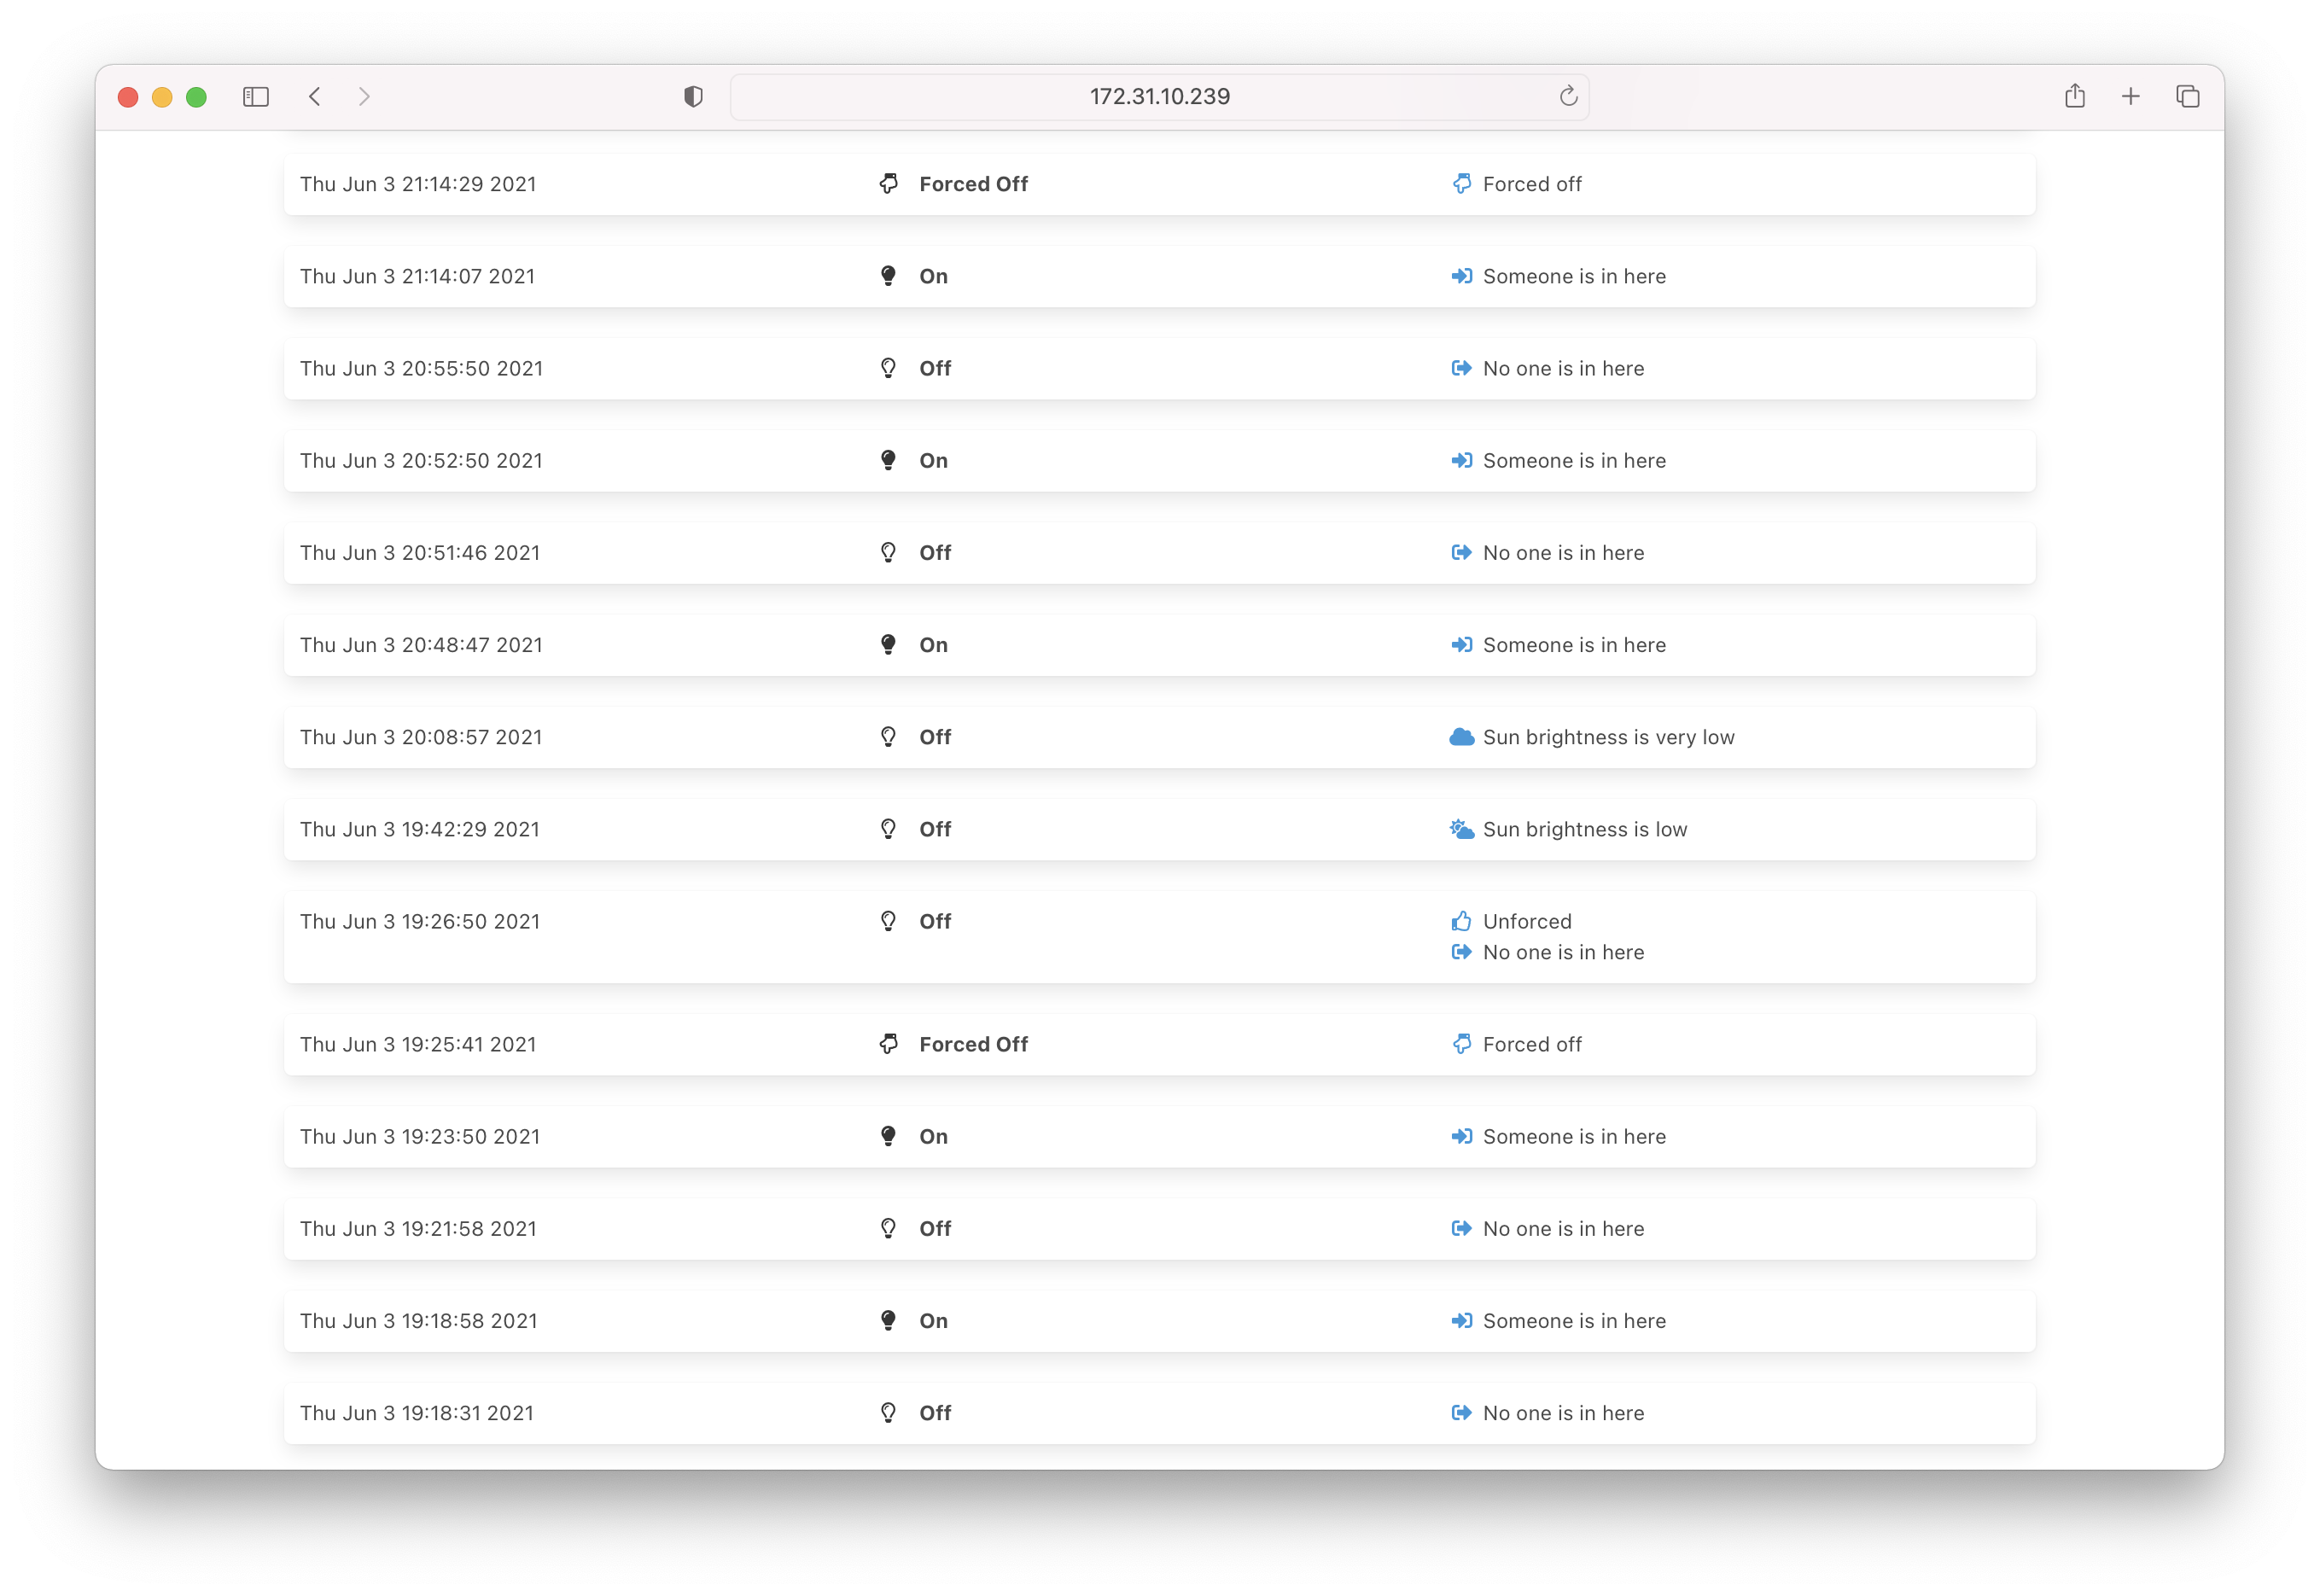 172.31.10.239
Thu Jun 3 21:14:29 2021 Forced Off Forced off
Thu Jun 3 21:14:07 2021 On Someone is in here
Thu Jun 3 20:55:50 2021 Off No one is in here
Thu Jun 3 20:52:50 2021 On Someone is in here
Thu Jun 3 20:51:46 2021 Off No one is in here
Thu Jun 3 20:48:47 2021 On Someone is in here
Thu Jun 3 20:08:57 2021 Off Sun brightness is very low
Thu Jun 3 19:42:29 2021 Off Sun brightness is low
Thu Jun 3 19:26:50 2021 Off Unforced
No one is in here
Thu Jun 3 19:25:41 2021 Forced Off Forced off
Thu Jun 3 19:23:50 2021 On Someone is in here
Thu Jun 3 19:21:58 2021 Off No one is in here
Thu Jun 3 19:18:58 2021 On Someone is in here
Thu Jun 3 19:18:31 2021 Off No one is in here